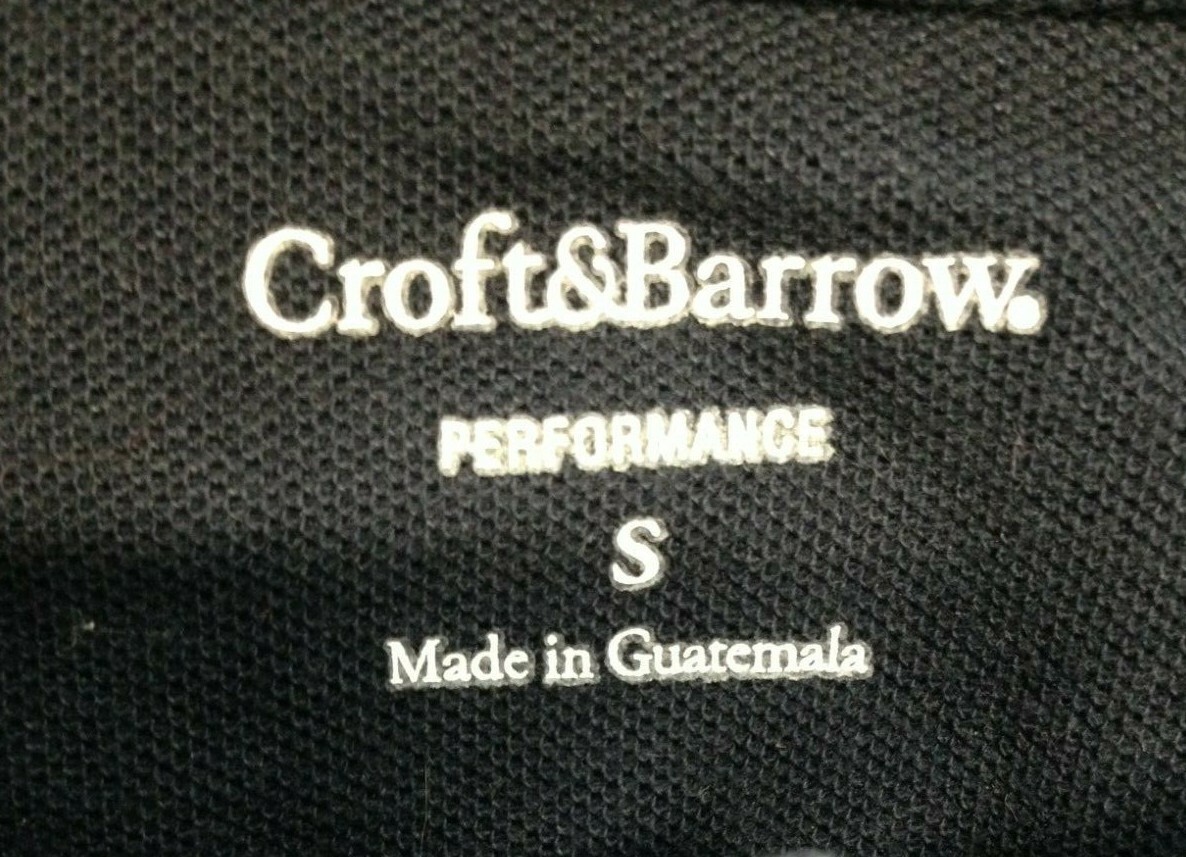 Croft&Barrow.
PERFORMANCE
S
Made in Guatemala